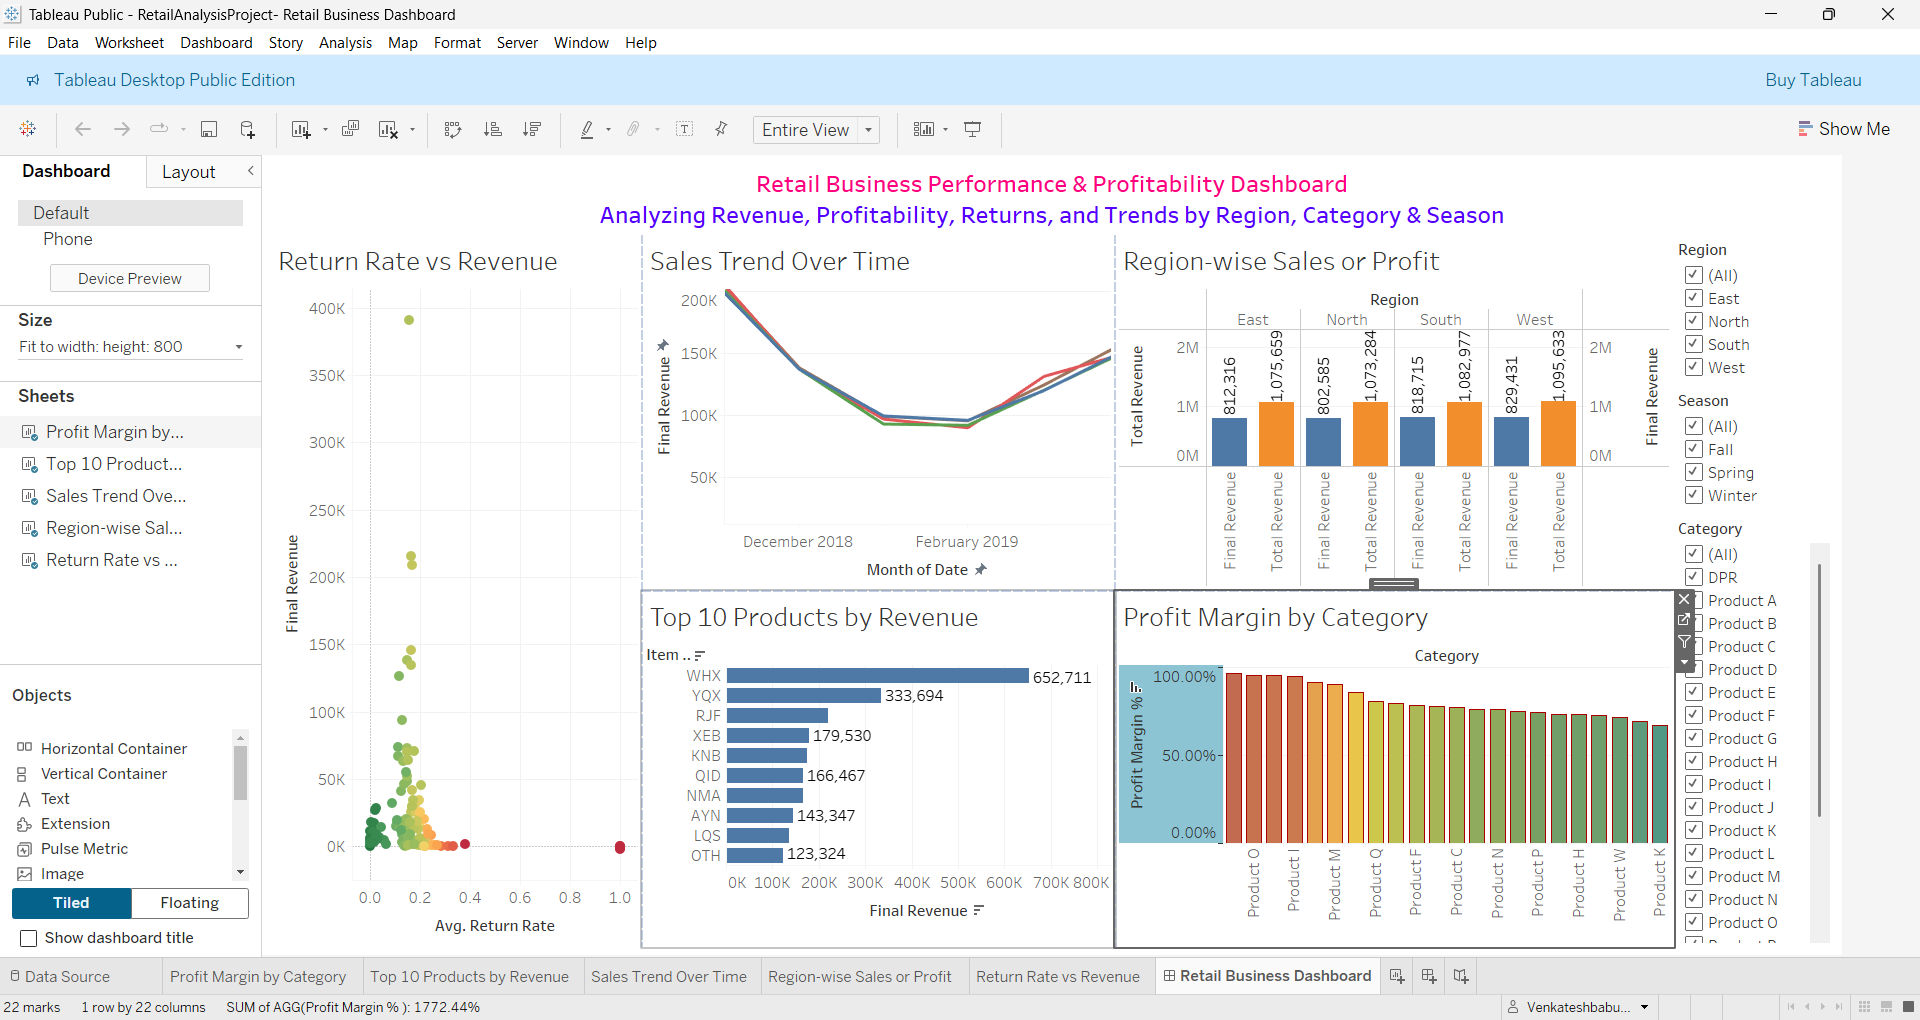 Tableau Public - RetailAnalysisProject- Retail Business Dashboard
File Data Worksheet Dashboard Story Analysis Map Format Server Window Help
Tableau Desktop Public Edition
Buy Tableau
Entire View
Show Me
Dashboard
Layout
Default
Phone
Device Preview
Size
Fit to width: height: 800
Sheets
Profit Margin by...
Top 10 Product...
Sales Trend Ove...
Region-wise Sal...
Return Rate vs ...
Objects
Horizontal Container
Vertical Container
Text
Extension
Pulse Metric
Image
Tiled
Floating
Show dashboard title
Retail Business Performance & Profitability Dashboard
Analyzing Revenue, Profitability, Returns, and Trends by Region, Category & Season
Return Rate vs Revenue
Final Revenue
400K
350K
300K
250K
200K
150K
100K
50K
0K
0.0 0.2 0.4 0.6 0.8 1.0
Avg. Return Rate
Sales Trend Over Time
Final Revenue
200K
150K
100K
50K
December 2018 February 2019
Month of Date
Region-wise Sales or Profit
Region
East North South West
Total Revenue
2M
1M
0M
812,316
1,075,659
802,585
1,073,284
818,715
1,082,977
829,431
1,095,633
2M
1M
0M
Final Revenue
Final Revenue
Total Revenue
Final Revenue
Total Revenue
Final Revenue
Total Revenue
Final Revenue
Total Revenue
Top 10 Products by Revenue
Item ..
WHX 652,711
YQX 333,694
RJF
XEB 179,530
KNB
QID 166,467
NMA
AYN 143,347
LQS
OTH 123,324
0K 100K 200K 300K 400K 500K 600K 700K 800K
Final Revenue
Profit Margin by Category
Category
Profit Margin %
100.00%
50.00%
0.00%
Product O
Product I
Product M
Product Q
Product F
Product C
Product N
Product P
Product H
Product W
Product K
Region
(All)
East
North
South
West
Season
(All)
Fall
Spring
Winter
Category
(All)
DPR
Product A
Product B
Product C
Product D
Product E
Product F
Product G
Product H
Product I
Product J
Product K
Product L
Product M
Product N
Product O
Data Source
Profit Margin by Category
Top 10 Products by Revenue
Sales Trend Over Time
Region-wise Sales or Profit
Return Rate vs Revenue
Retail Business Dashboard
22 marks 1 row by 22 columns SUM of AGG(Profit Margin % ): 1772.44%
Venkateshbabu...